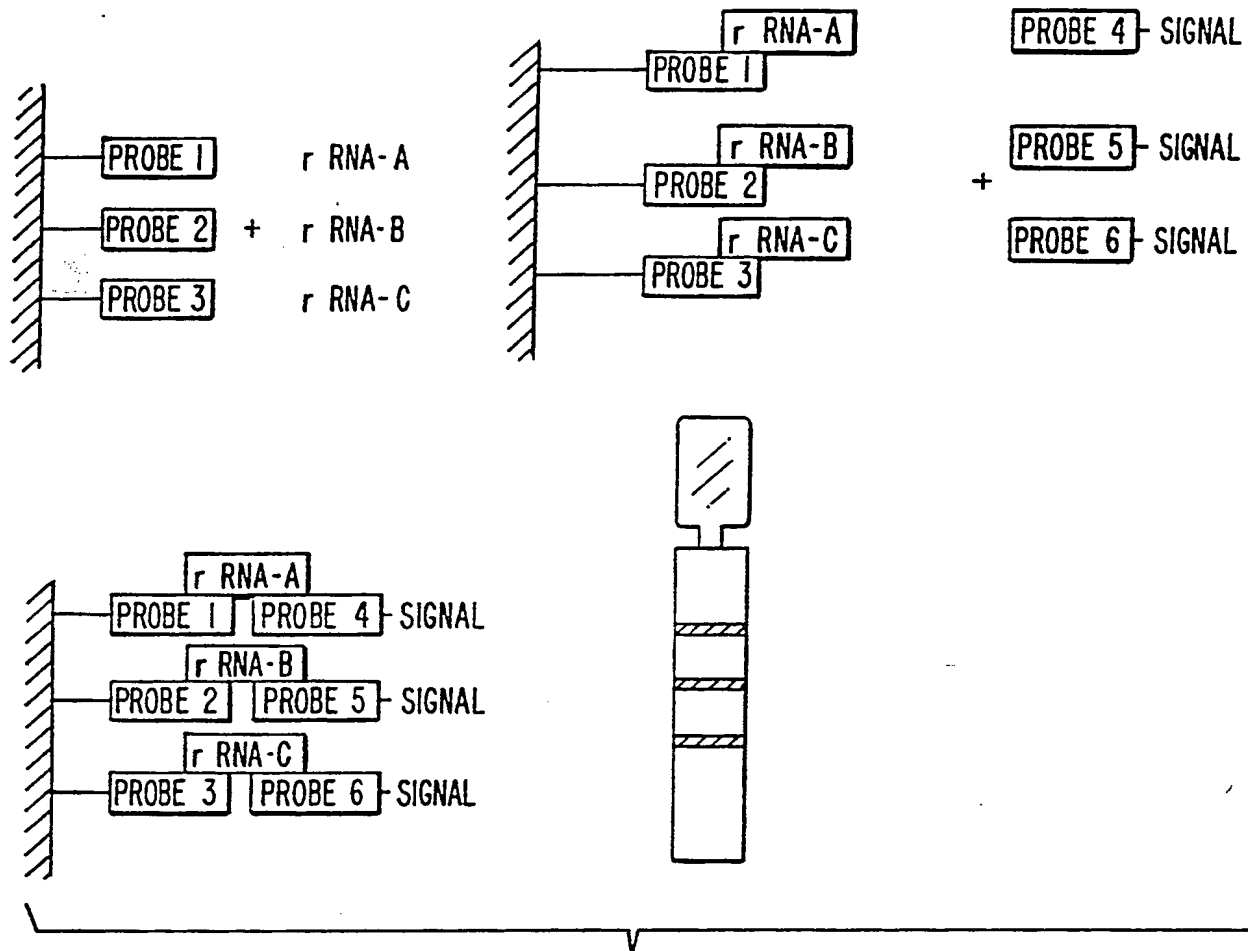 PROBE 1 r RNA-A
PROBE 2 + r RNA-B
PROBE 3 r RNA-C
r RNA-A
PROBE 1
r RNA-B
PROBE 2
r RNA-C
PROBE 3
+
PROBE 4 SIGNAL
PROBE 5 SIGNAL
PROBE 6 SIGNAL
r RNA-A
PROBE 1 PROBE 4 SIGNAL
r RNA-B
PROBE 2 PROBE 5 SIGNAL
r RNA-C
PROBE 3 PROBE 6 SIGNAL